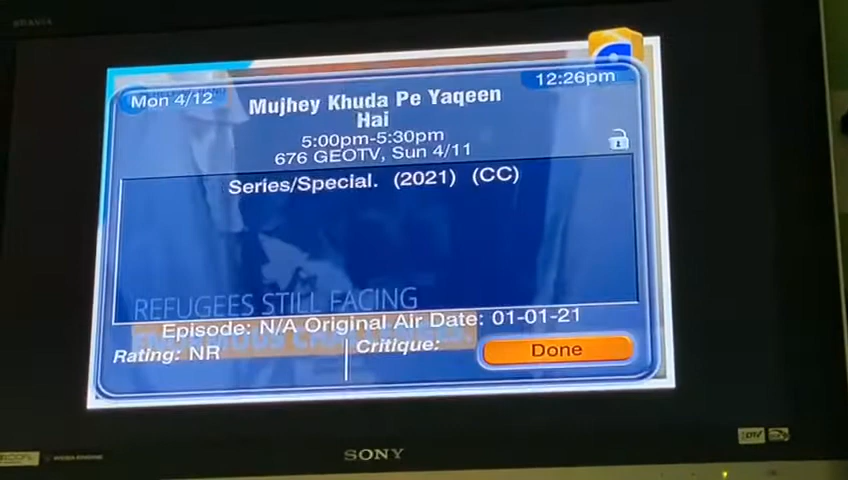 BRAVIA
Mon 4/12
12:26pm
Mujhey Khuda Pe Yaqeen
Hai
5:00pm-5:30pm
676 GEOTV, Sun 4/11
Series/Special. (2021) (CC)
REFUGEES STILL FACING
Episode: N/A Original Air Date: 01-01-21
Rating: NR
Critique:
Done
SONY